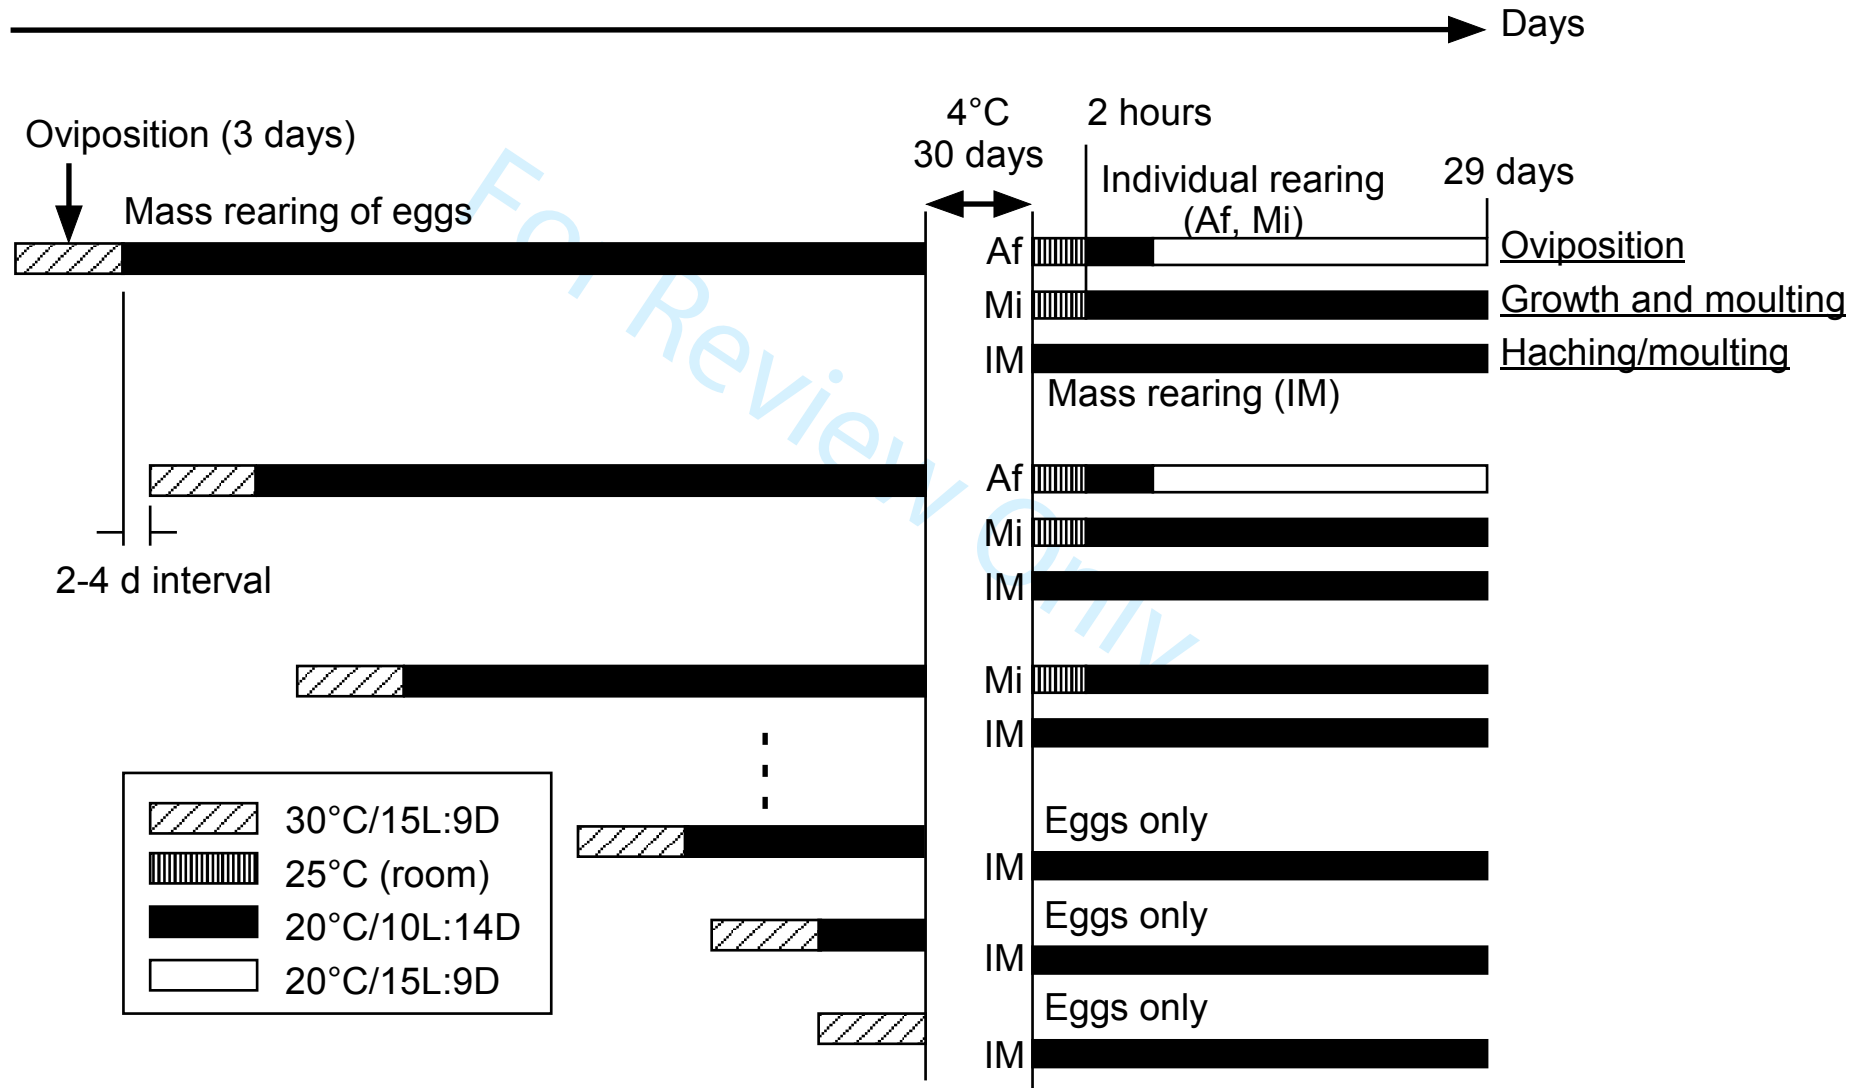 Days
4°C
30 days
2 hours
Oviposition (3 days)
Mass rearing of eggs
Individual rearing
(Af, Mi)
29 days
Af
Oviposition
Mi
Growth and moulting
IM
Haching/moulting
Mass rearing (IM)
Af
Mi
IM
2-4 d interval
Mi
IM
30°C/15L:9D
25°C (room)
20°C/10L:14D
20°C/15L:9D
Eggs only
IM
Eggs only
IM
Eggs only
IM
For Review Only